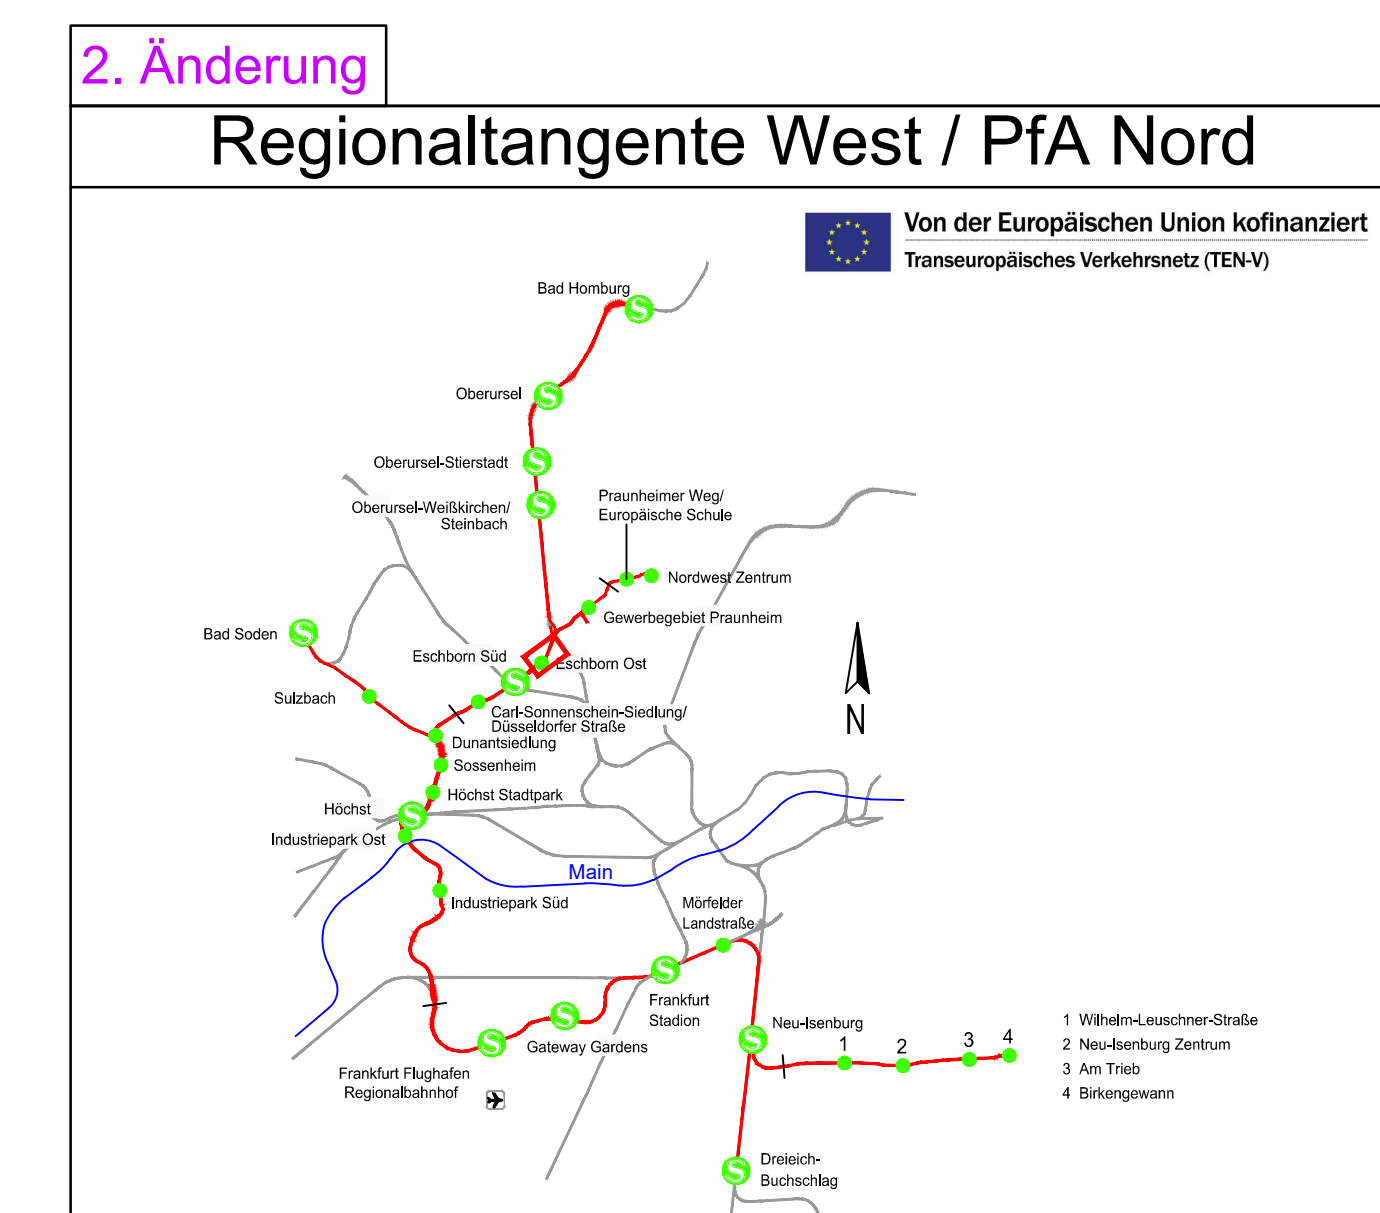 2. Änderung
Regionaltangente West / PfA Nord
Von der Europäischen Union kofinanziert
Transeuropäisches Verkehrsnetz (TEN-V)
Bad Homburg
Oberursel
Oberursel-Stierstadt
Oberursel-Weißkirchen/
Steinbach
Praunheimer Weg/
Europäische Schule
Nordwest Zentrum
Gewerbegebiet Praunheim
Bad Soden
Eschborn Süd
Eschborn Ost
Sulzbach
Carl-Sonnenschein-Siedlung/
Düsseldorfer Straße
Dunantsiedlung
Sossenheim
Höchst Stadtpark
Höchst
Industriepark Ost
N
Main
Industriepark Süd
Mörfelder
Landstraße
Frankfurt
Stadion
Gateway Gardens
Frankfurt Flughafen
Regionalbahnhof
Neu-Isenburg
1
2
3
4
1 Wilhelm-Leuschner-Straße
2 Neu-Isenburg Zentrum
3 Am Trieb
4 Birkengewann
Dreieich-
Buchschlag